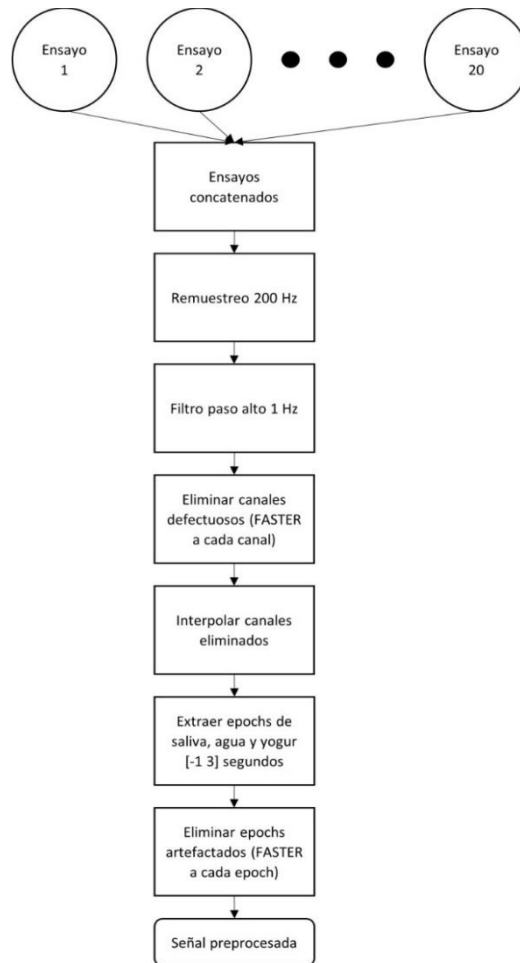 Ensayo
1
Ensayo
2
Ensayo
20
Ensayos
concatenados
Remuestreo 200 Hz
Filtro paso alto 1 Hz
Eliminar canales
defectuosos (FASTER
a cada canal)
Interpolar canales
eliminados
Extraer epochs de
saliva, agua y yogur
[-1 3] segundos
Eliminar epochs
artefactados (FASTER
a cada epoch)
Señal preprocesada